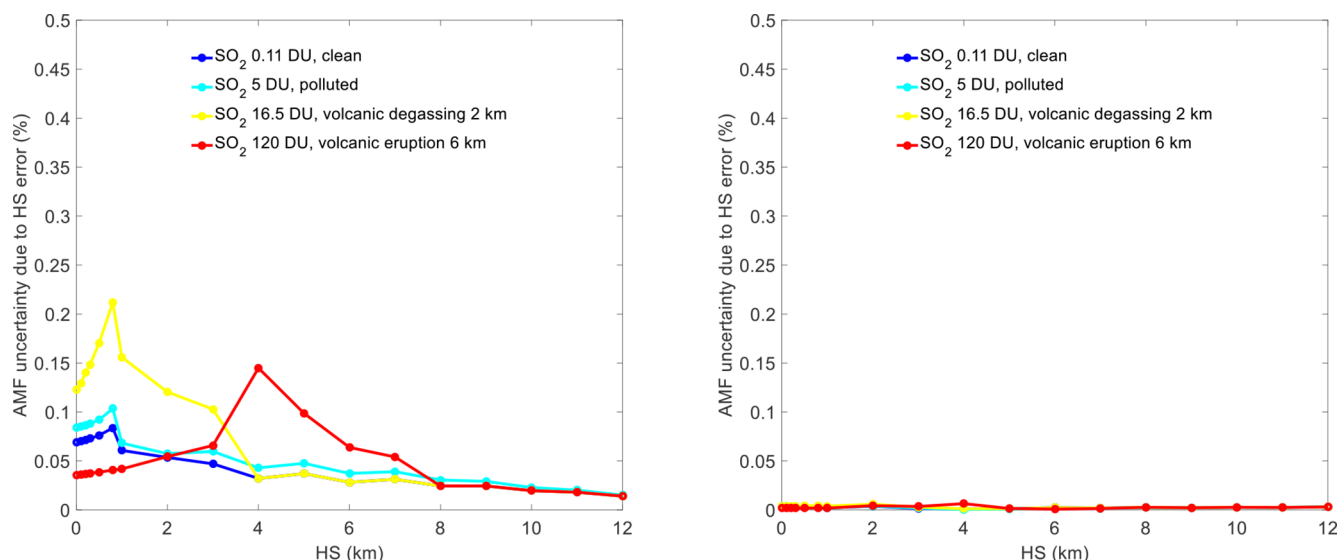 AMF uncertainty due to HS error (%)
0.5
0.45
0.4
0.35
0.3
0.25
0.2
0.15
0.1
0.05
0
SO2 0.11 DU, clean
SO2 5 DU, polluted
SO2 16.5 DU, volcanic degassing 2 km
SO2 120 DU, volcanic eruption 6 km
0 2 4 6 8 10 12
HS (km)
AMF uncertainty due to HS error (%)
0.5
0.45
0.4
0.35
0.3
0.25
0.2
0.15
0.1
0.05
0
SO2 0.11 DU, clean
SO2 5 DU, polluted
SO2 16.5 DU, volcanic degassing 2 km
SO2 120 DU, volcanic eruption 6 km
0 2 4 6 8 10 12
HS (km)